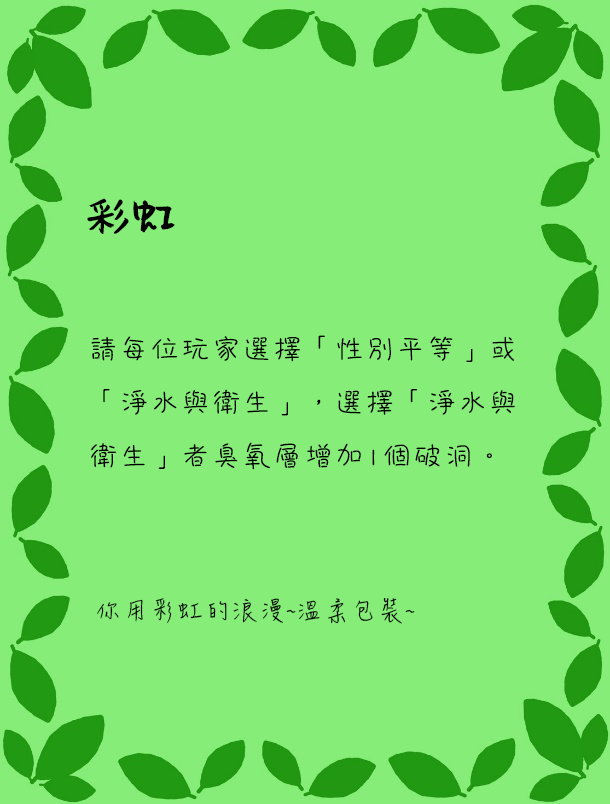 彩虹
請每位玩家選擇「性別平等」或
「淨水與衛生」，選擇「淨水與
衛生」者臭氧層增加1個破洞。
你用彩虹的浪漫~溫柔包裝~